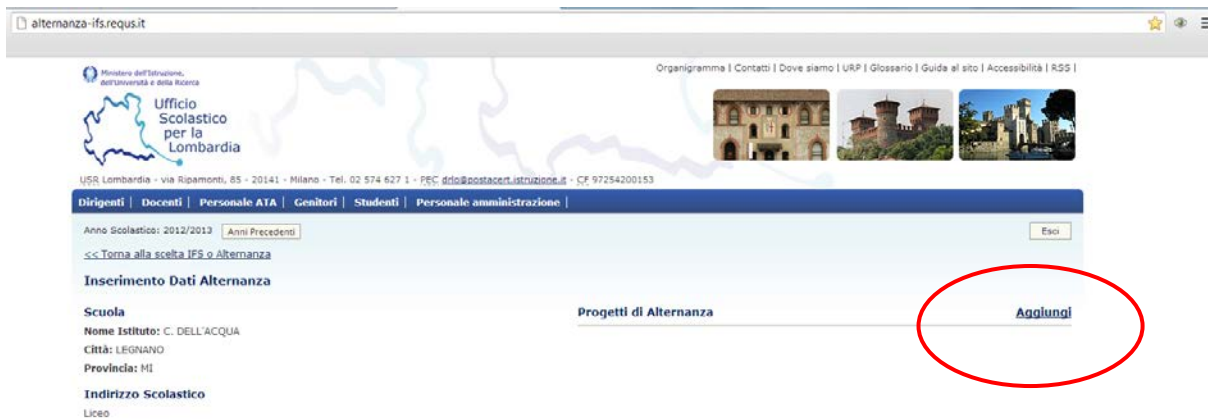 alternanza-ifs.requs.it
Ministero dell'Istruzione,
dell'Università e della Ricerca
Organigramma | Contatti | Dove siamo | URP | Glossario | Guida al sito | Accessibilità | RSS |
Ufficio
Scolastico
per la
Lombardia
USR Lombardia - via Ripamonti, 85 - 20141 - Milano - Tel. 02 574 627 1 - PEC drlo@postacert.istruzione.it - CF 97254200153
Dirigenti | Docenti | Personale ATA | Genitori | Studenti | Personale amministrazione |
Anno Scolastico: 2012/2013 Anni Precedenti Esci
<< Torna alla scelta IFS o Alternanza
Inserimento Dati Alternanza
Scuola Progetti di Alternanza Aggiungi
Nome Istituto: C. DELL'ACQUA
Città: LEGNANO
Provincia: MI
Indirizzo Scolastico
Liceo